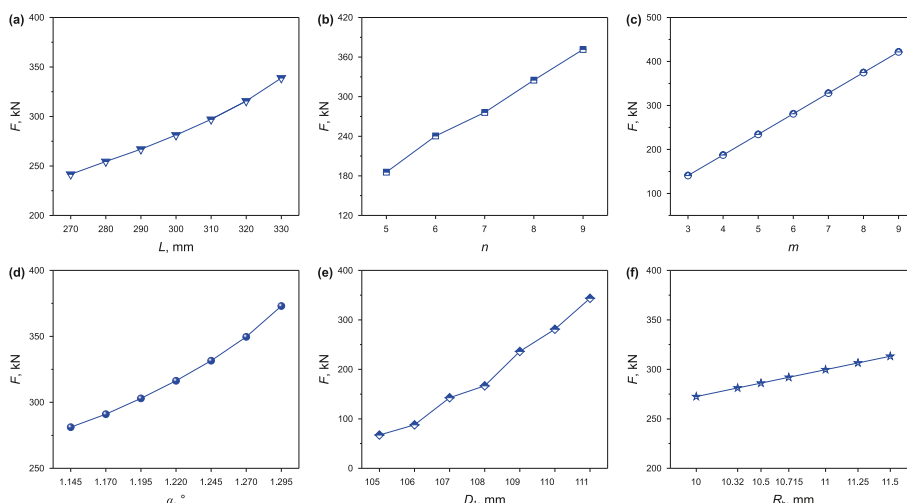 (a)
400
350
300
250
200
F, kN
270 280 290 300 310 320 330
L, mm
(b)
420
360
300
240
180
120
F, kN
5 6 7 8 9
n
(c)
500
400
300
200
100
F, kN
3 4 5 6 7 8 9
m
(d)
400
350
300
250
F, kN
1.145 1.170 1.195 1.220 1.245 1.270 1.295
α, °
(e)
400
300
200
100
0
F, kN
105 106 107 108 109 110 111
mm
(f)
400
350
300
250
200
F, kN
10 10.32 10.5 10.715 11 11.25 11.5
mm